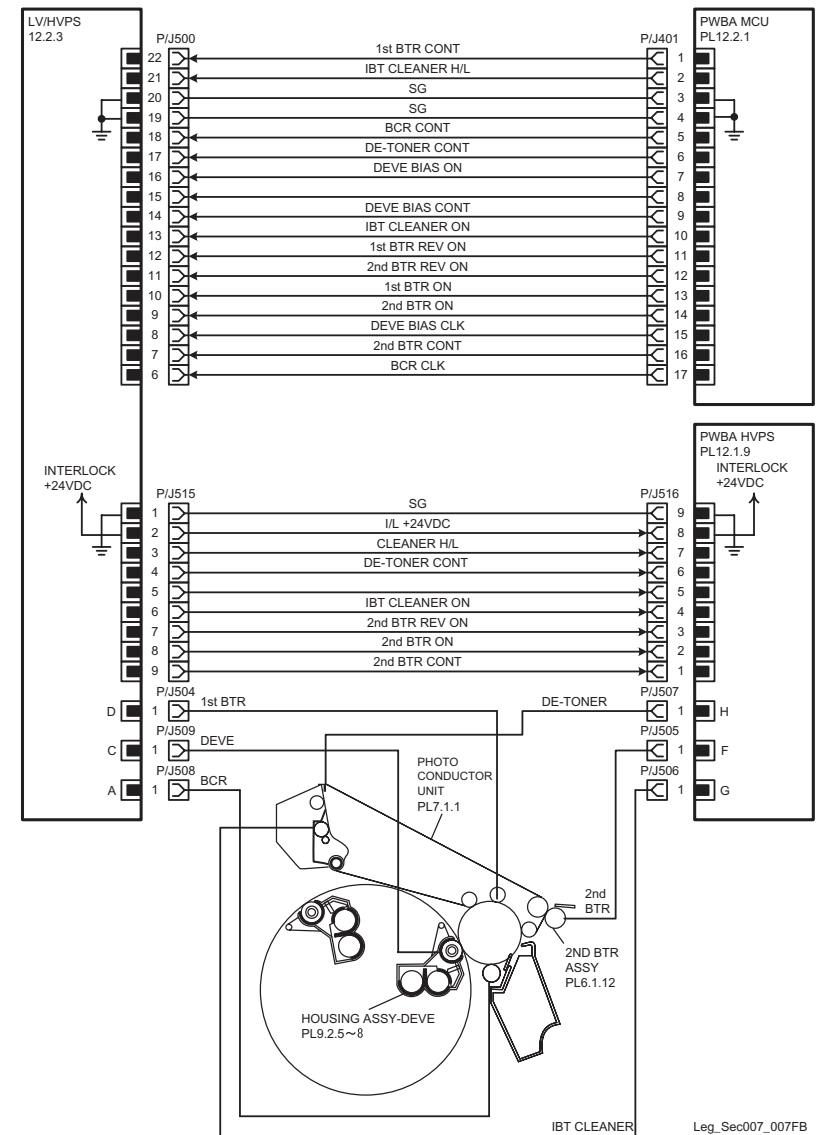 LV/HVPS
12.2.3
PWBA MCU
PL12.2.1
P/J500
P/J401
22 1st BTR CONT 1
21 IBT CLEANER H/L 2
20 SG 3
19 SG 4
18 BCR CONT 5
17 DE-TONER CONT 6
16 DEVE BIAS ON 7
15 8
14 DEVE BIAS CONT 9
13 IBT CLEANER ON 10
12 1st BTR REV ON 11
11 2nd BTR REV ON 12
10 1st BTR ON 13
9 2nd BTR ON 14
8 DEVE BIAS CLK 15
7 2nd BTR CONT 16
6 BCR CLK 17
PWBA HVPS
PL12.1.9
INTERLOCK
+24VDC
INTERLOCK
+24VDC
P/J515
P/J516
1 SG 9
2 I/L +24VDC 8
3 CLEANER H/L 7
4 DE-TONER CONT 6
5 5
6 IBT CLEANER ON 4
7 2nd BTR REV ON 3
8 2nd BTR ON 2
9 2nd BTR CONT 1
P/J504
P/J507
D 1 1st BTR DE-TONER 1 H
P/J509
P/J505
C 1 DEVE 1 F
P/J508
P/J506
A 1 BCR 1 G
PHOTO
CONDUCTOR
UNIT
PL7.1.1
2nd
BTR
2ND BTR
ASSY
PL6.1.12
HOUSING ASSY-DEVE
PL9.2.5～8
IBT CLEANER
Leg_Sec007_007FB